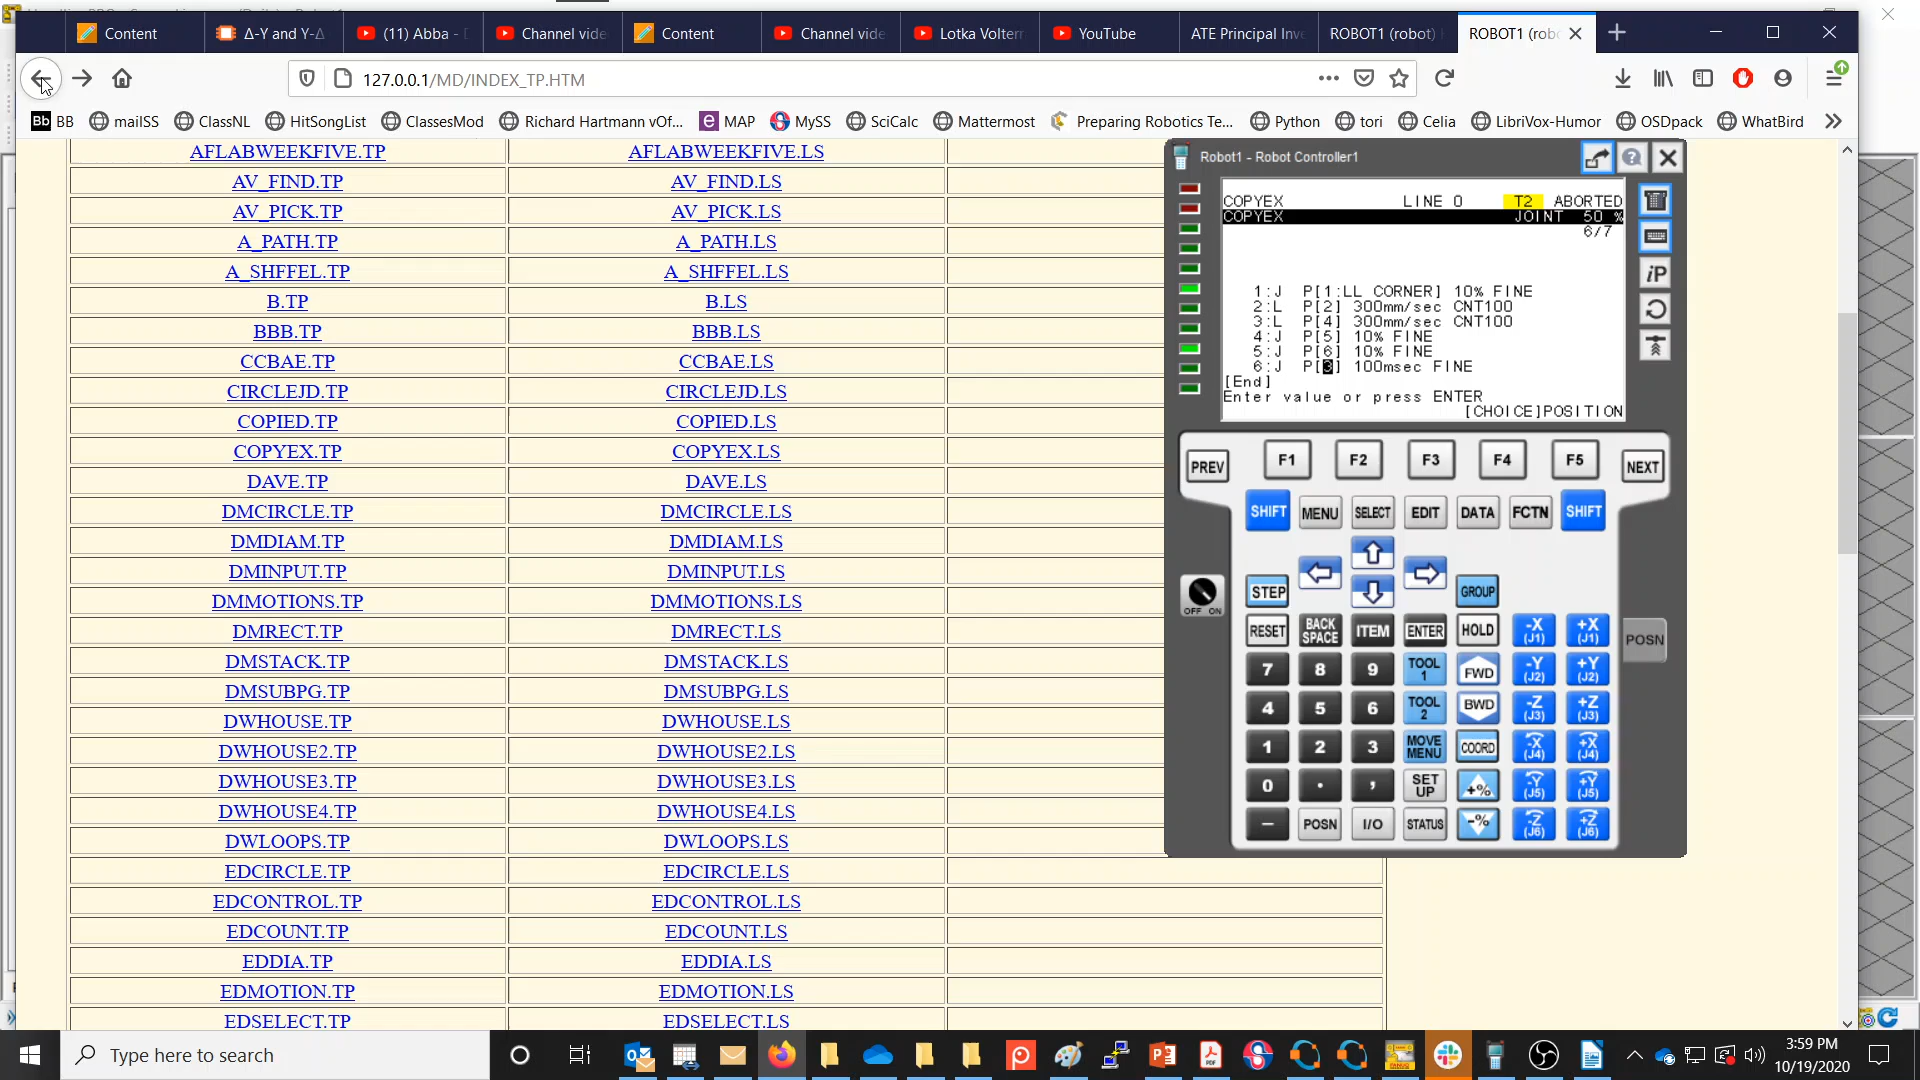 Content
Δ-Y and Y-Δ
(11) Abba -
Channel vide
Content
Channel vide
Lotka Volterr
YouTube
ATE Principal Inve
ROBOT1 (robot)
ROBOT1 (rob
127.0.0.1/MD/INDEX_TP.HTM
Bb BB
mailSS
ClassNL
HitSongList
ClassesMod
Richard Hartmann vOf...
e MAP
MySS
SciCalc
Mattermost
Preparing Robotics Te...
Python
tori
Celia
LibriVox-Humor
OSDpack
WhatBird
AFLABWEEKFIVE.TP AFLABWEEKFIVE.LS
AV_FIND.TP AV_FIND.LS
AV_PICK.TP AV_PICK.LS
A_PATH.TP A_PATH.LS
A_SHFFEL.TP A_SHFFEL.LS
B.TP B.LS
BBB.TP BBB.LS
CCBAE.TP CCBAE.LS
CIRCLEJD.TP CIRCLEJD.LS
COPIED.TP COPIED.LS
COPYEX.TP COPYEX.LS
DAVE.TP DAVE.LS
DMCIRCLE.TP DMCIRCLE.LS
DMDIAM.TP DMDIAM.LS
DMINPUT.TP DMINPUT.LS
DMMOTIONS.TP DMMOTIONS.LS
DMRECT.TP DMRECT.LS
DMSTACK.TP DMSTACK.LS
DMSUBPG.TP DMSUBPG.LS
DWHOUSE.TP DWHOUSE.LS
DWHOUSE2.TP DWHOUSE2.LS
DWHOUSE3.TP DWHOUSE3.LS
DWHOUSE4.TP DWHOUSE4.LS
DWLOOPS.TP DWLOOPS.LS
EDCIRCLE.TP EDCIRCLE.LS
EDCONTROL.TP EDCONTROL.LS
EDCOUNT.TP EDCOUNT.LS
EDDIA.TP EDDIA.LS
EDMOTION.TP EDMOTION.LS
EDSELECT.TP EDSELECT.LS
Robot1 - Robot Controller1
COPYEX LINE 0 T2 ABORTED
COPYEX JOINT 50 %
6/7
1:J P[1:LL CORNER] 10% FINE
2:L P[2] 300mm/sec CNT100
3:L P[4] 300mm/sec CNT100
4:J P[5] 10% FINE
5:J P[6] 10% FINE
6:J P[3] 100msec FINE
[End]
Enter value or press ENTER
[CHOICE]POSITION
iP
PREV F1 F2 F3 F4 F5 NEXT
SHIFT MENU SELECT EDIT DATA FCTN SHIFT
OFF ON
STEP GROUP
RESET BACK SPACE ITEM ENTER HOLD -X (J1) +X (J1) POSN
7 8 9 TOOL 1 FWD -Y (J2) +Y (J2)
4 5 6 TOOL 2 BWD -Z (J3) +Z (J3)
1 2 3 MOVE MENU COORD -X (J4) +X (J4)
0 . , SET UP +% -Y (J5) +Y (J5)
- POSN I/O STATUS -% -Z (J6) +Z (J6)
Type here to search
3:59 PM
10/19/2020